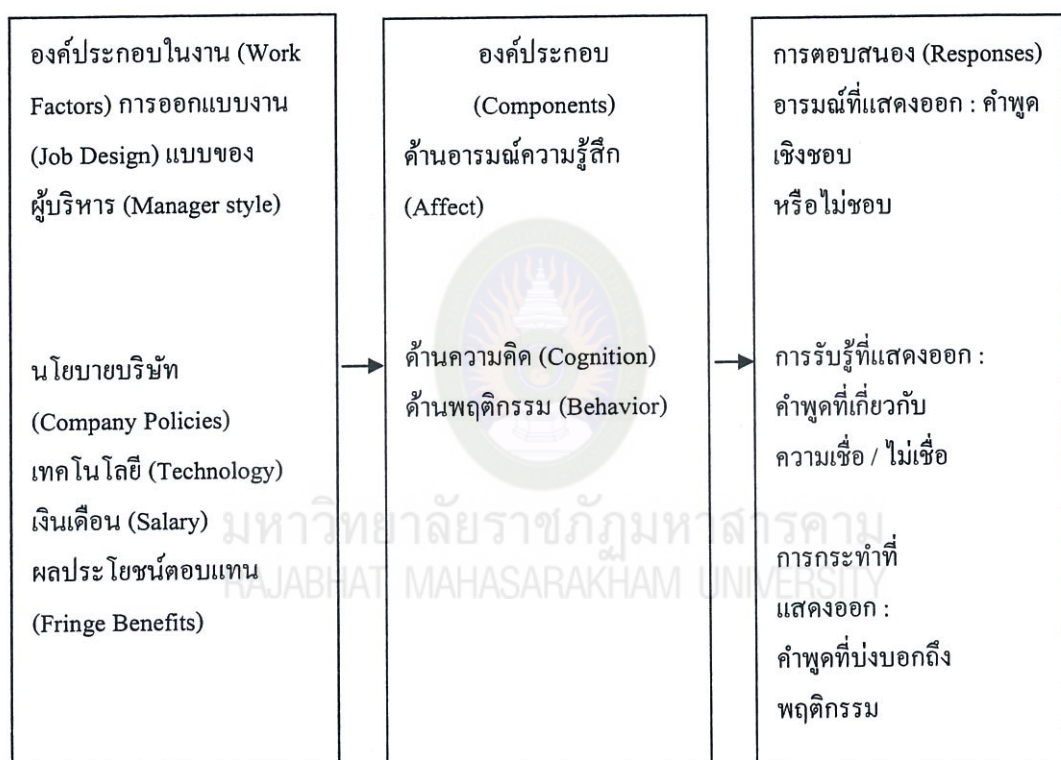 องค์ประกอบในงาน (Work
Factors) การออกแบบงาน
(Job Design) แบบของ
ผู้บริหาร (Manager style)
นโยบายบริษัท
(Company Policies)
เทคโนโลยี (Technology)
เงินเดือน (Salary)
ผลประโยชน์ตอบแทน
(Fringe Benefits)
องค์ประกอบ
(Components)
ด้านอารมณ์ความรู้สึก
(Affect)
ด้านความคิด (Cognition)
ด้านพฤติกรรม (Behavior)
การตอบสนอง (Responses)
อารมณ์ที่แสดงออก : คำพูด
เชิงชอบ
หรือไม่ชอบ
การรับรู้ที่แสดงออก :
คำพูดที่เกี่ยวกับ
ความเชื่อ / ไม่เชื่อ
การกระทำที่
แสดงออก :
คำพูดที่บ่งบอกถึง
พฤติกรรม
มหาวิทยาลัยราชภัฏมหาสารคาม
RAJABHAT MAHASARAKHAM UNIVERSITY